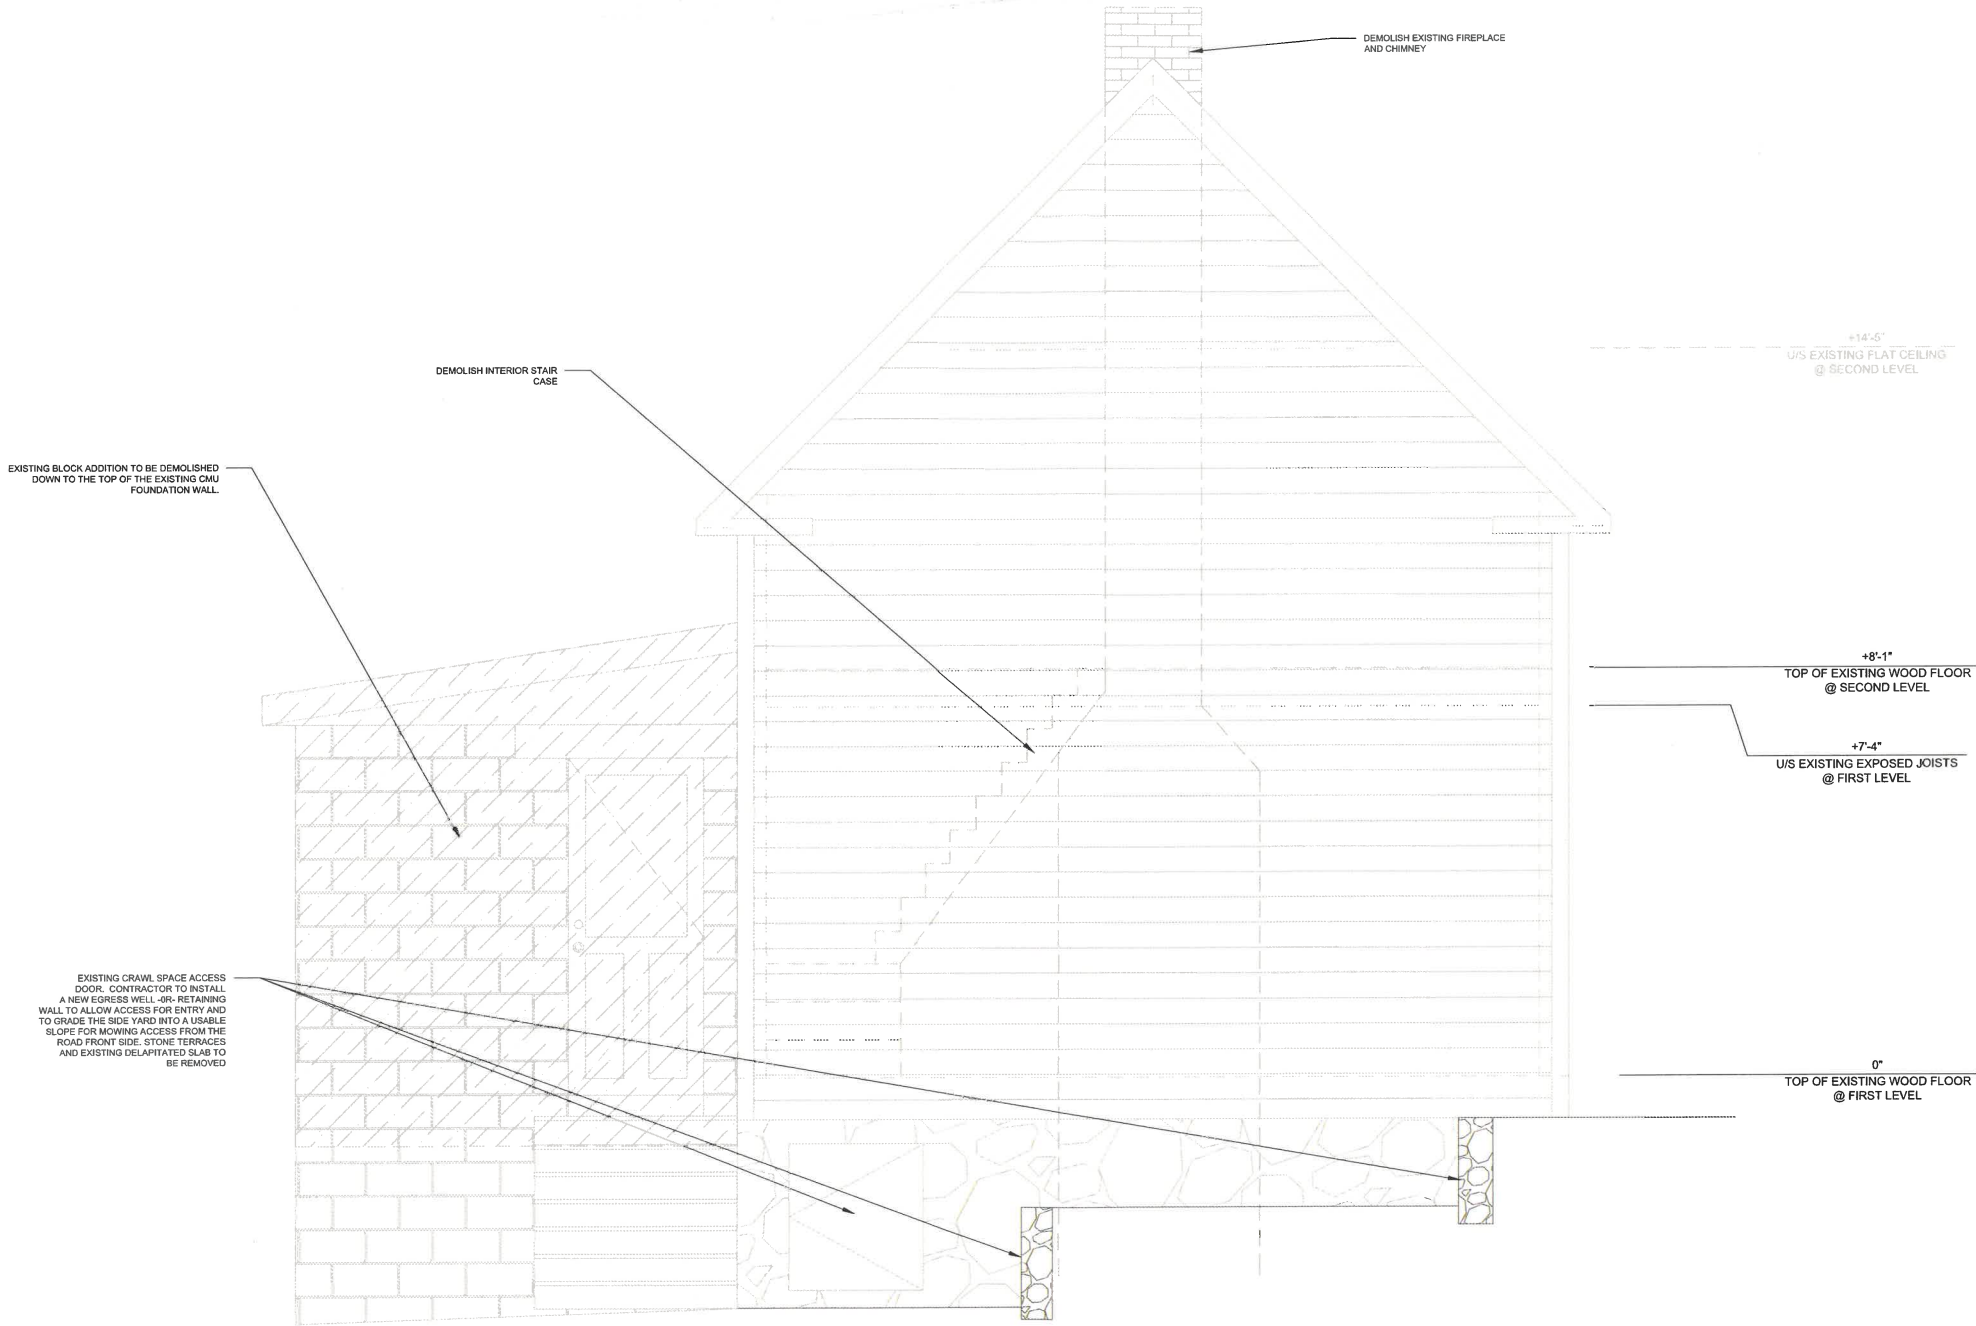 DEMOLISH EXISTING FIREPLACE
AND CHIMNEY
+14'-5"
U/S EXISTING FLAT CEILING
@ SECOND LEVEL
DEMOLISH INTERIOR STAIR
CASE
EXISTING BLOCK ADDITION TO BE DEMOLISHED
DOWN TO THE TOP OF THE EXISTING CMU
FOUNDATION WALL.
+8'-1"
TOP OF EXISTING WOOD FLOOR
@ SECOND LEVEL
+7'-4"
U/S EXISTING EXPOSED JOISTS
@ FIRST LEVEL
EXISTING CRAWL SPACE ACCESS
DOOR. CONTRACTOR TO INSTALL
A NEW EGRESS WELL -OR- RETAINING
WALL TO ALLOW ACCESS FOR ENTRY AND
TO GRADE THE SIDE YARD INTO A USABLE
SLOPE FOR MOWING ACCESS FROM THE
ROAD FRONT SIDE. STONE TERRACES
AND EXISTING DELAPITATED SLAB TO
BE REMOVED
0"
TOP OF EXISTING WOOD FLOOR
@ FIRST LEVEL